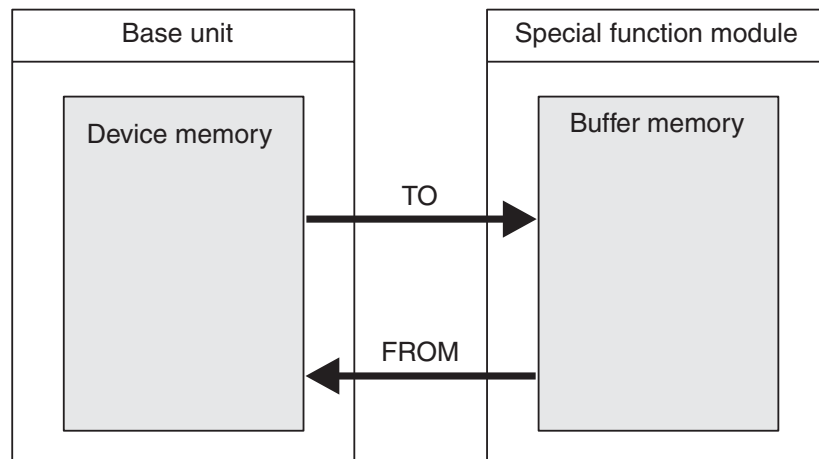 Base unit
Special function module
Device memory
Buffer memory
TO
FROM